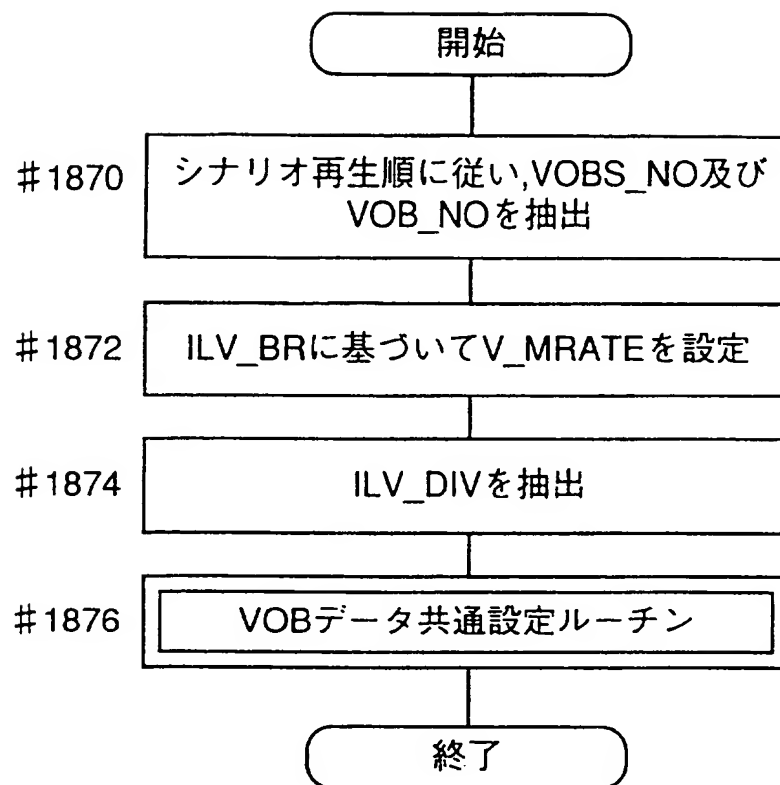 開始
#1870
シナリオ再生順に従い,VOBS_NO及び
VOB_NOを抽出
#1872
ILV_BRに基づいてV_MRATEを設定
#1874
ILV_DIVを抽出
#1876
VOBデータ共通設定ルーチン
終了